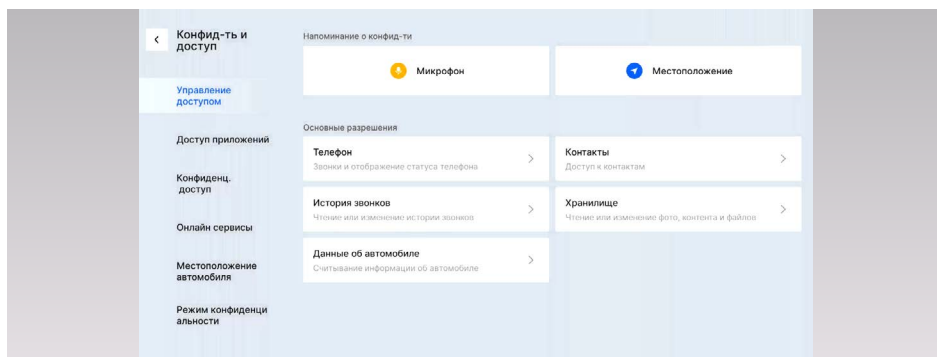 Конфид-ть и
доступ
Управление
доступом
Доступ приложений
Конфиденц.
доступ
Онлайн сервисы
Местоположение
автомобиля
Режим конфиденци
альности
Напоминание о конфид-ти
Микрофон
Местоположение
Основные разрешения
Телефон
Звонки и отображение статуса телефона
Контакты
Доступ к контактам
История звонков
Чтение или изменение истории звонков
Хранилище
Чтение или изменение фото, контента и файлов
Данные об автомобиле
Считывание информации об автомобиле